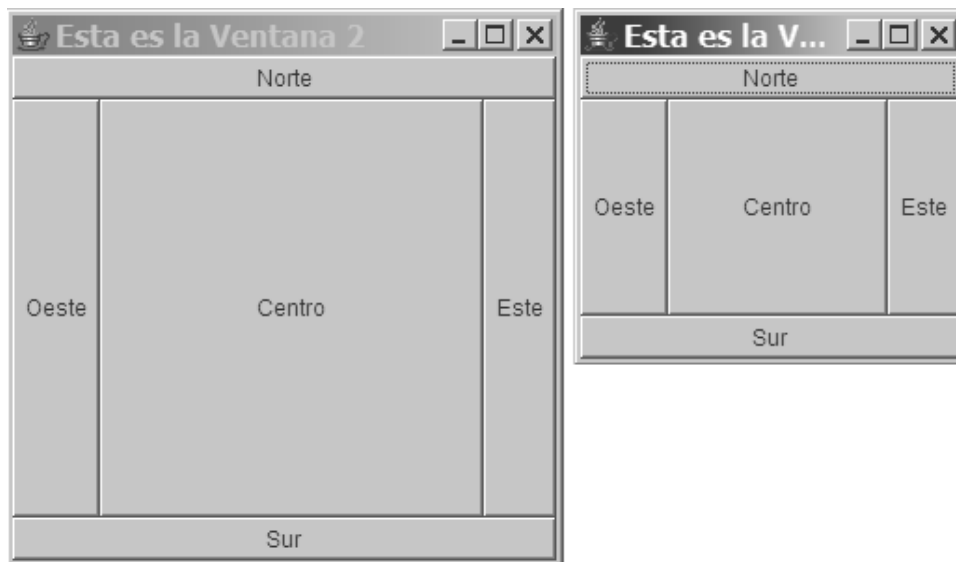 Esta es la Ventana 2
Norte
Oeste
Centro
Este
Sur
Esta es la V...
Norte
Oeste
Centro
Este
Sur